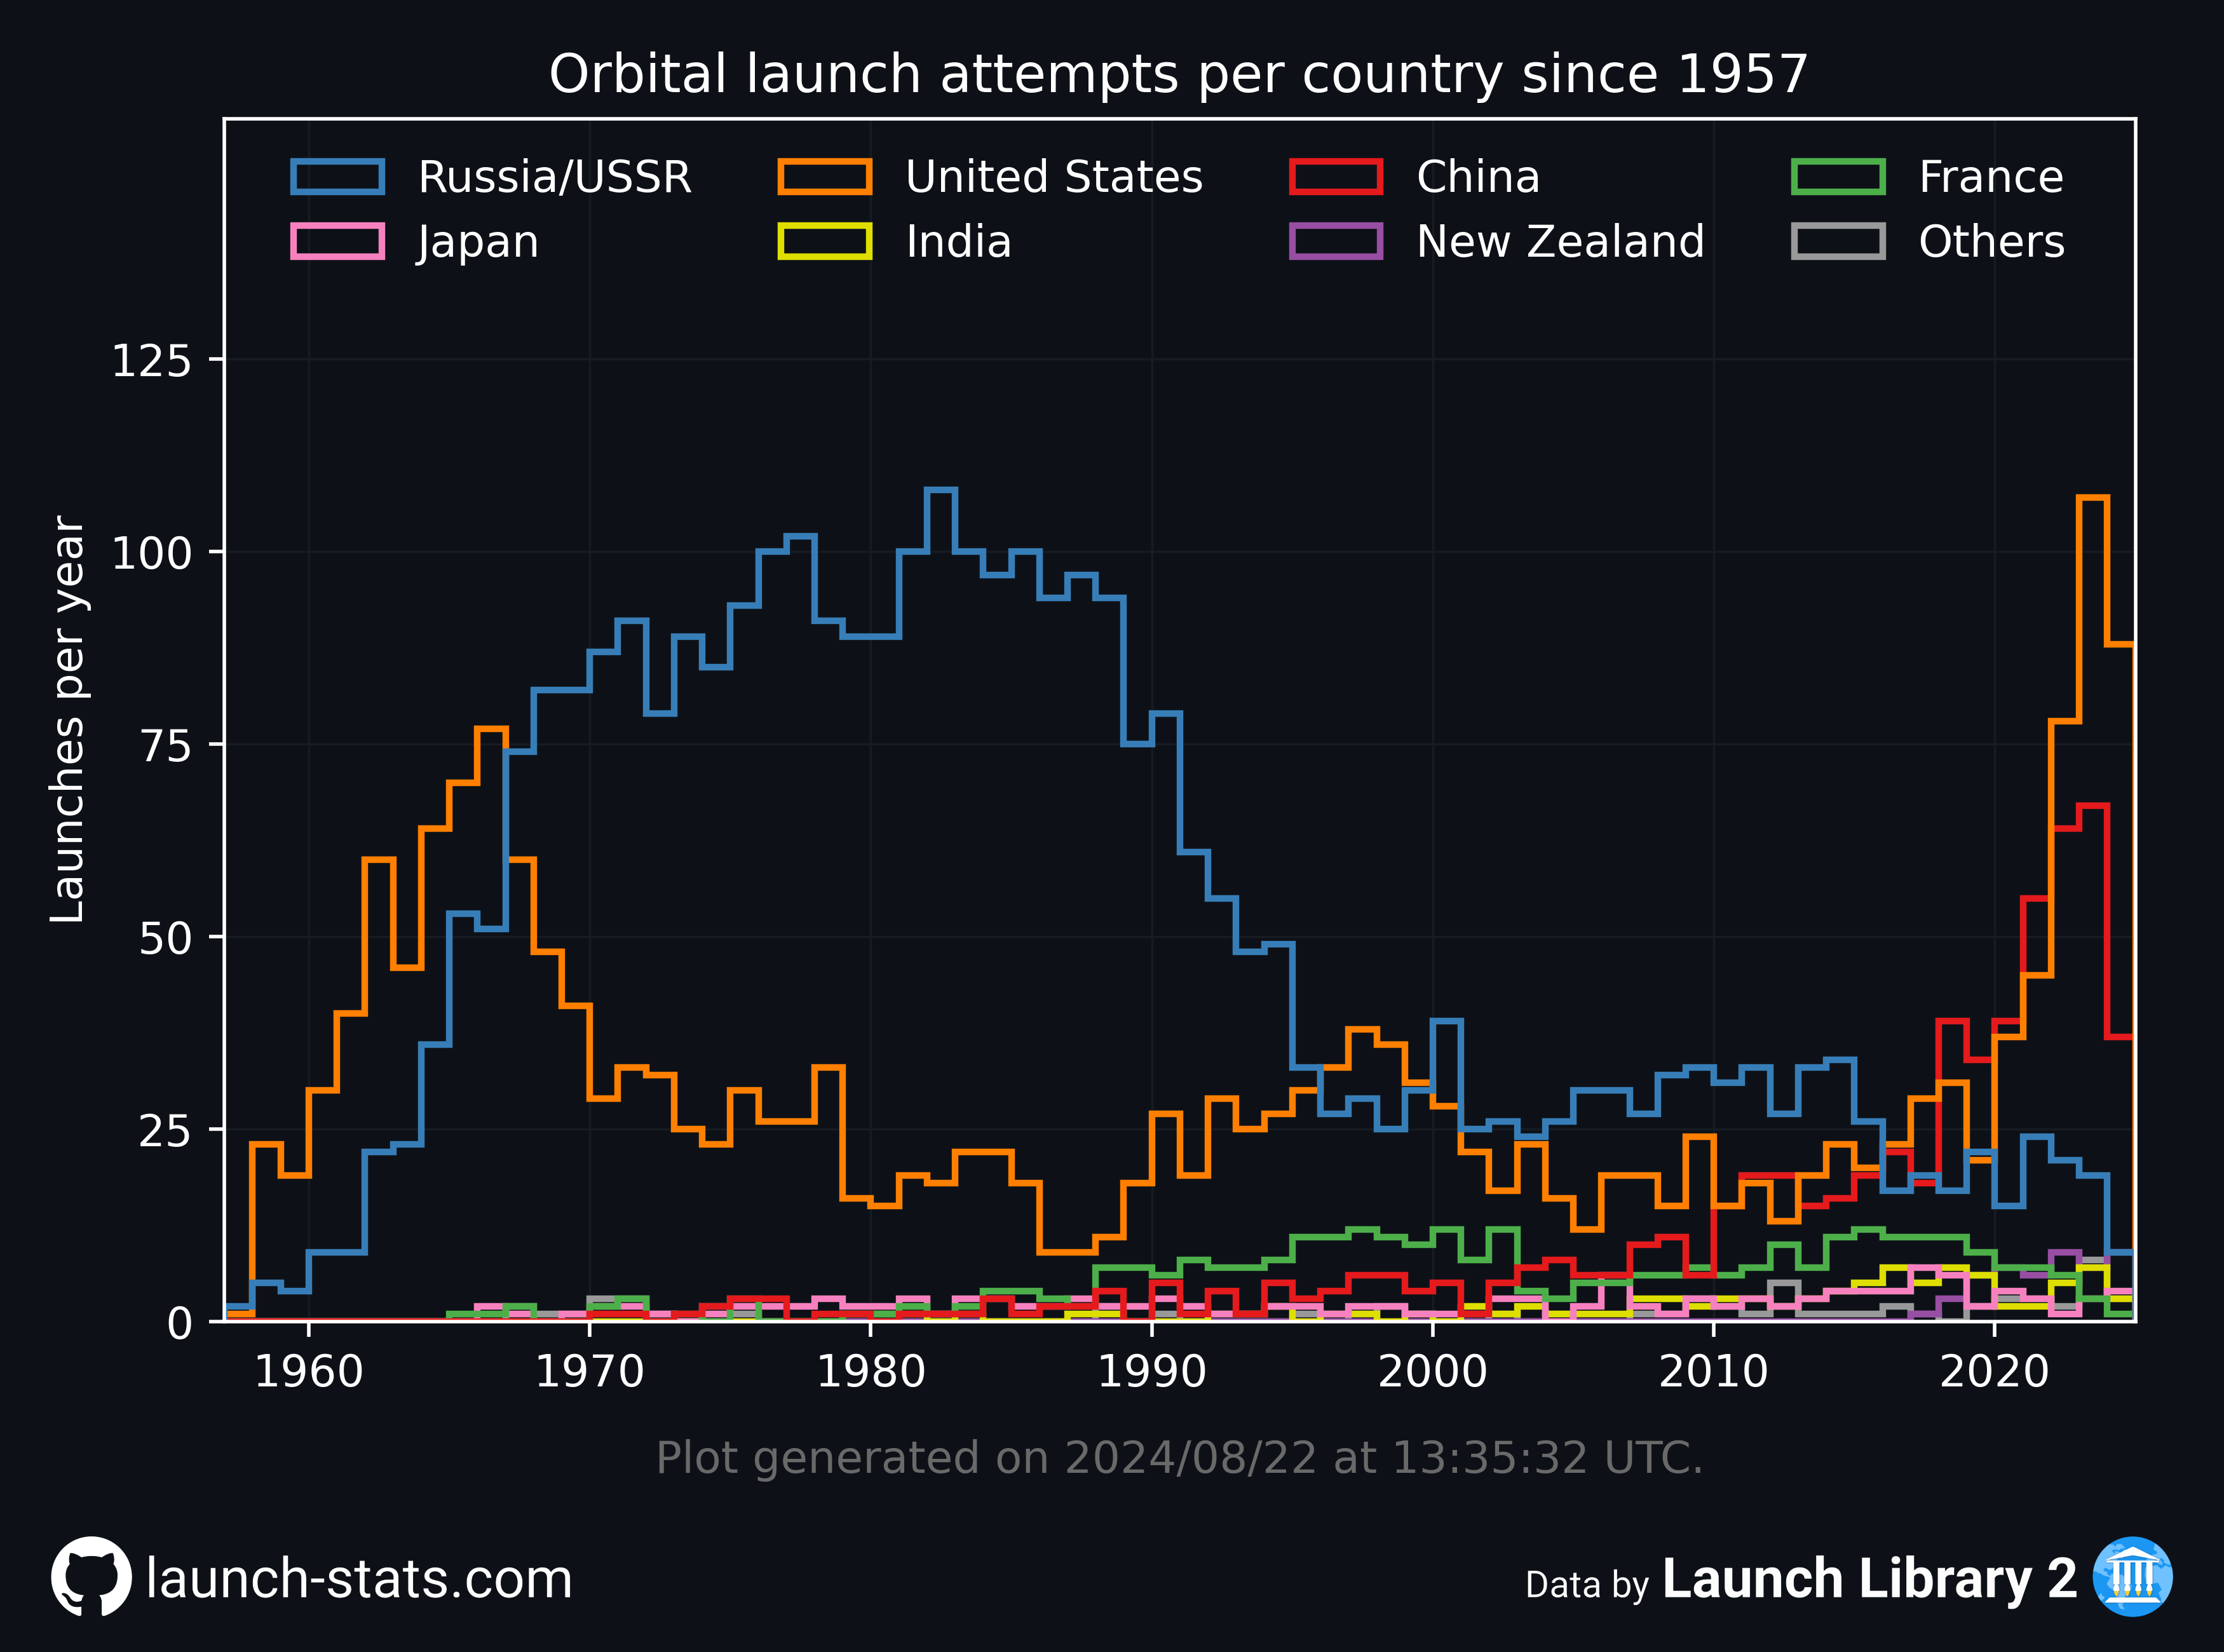 Orbital launch attempts per country since 1957
Russia/USSR United States China France
Japan India New Zealand Others
Launches per year
125
100
75
50
25
0
1960 1970 1980 1990 2000 2010 2020
Plot generated on 2024/08/22 at 13:35:32 UTC.
launch-stats.com
Data by Launch Library 2